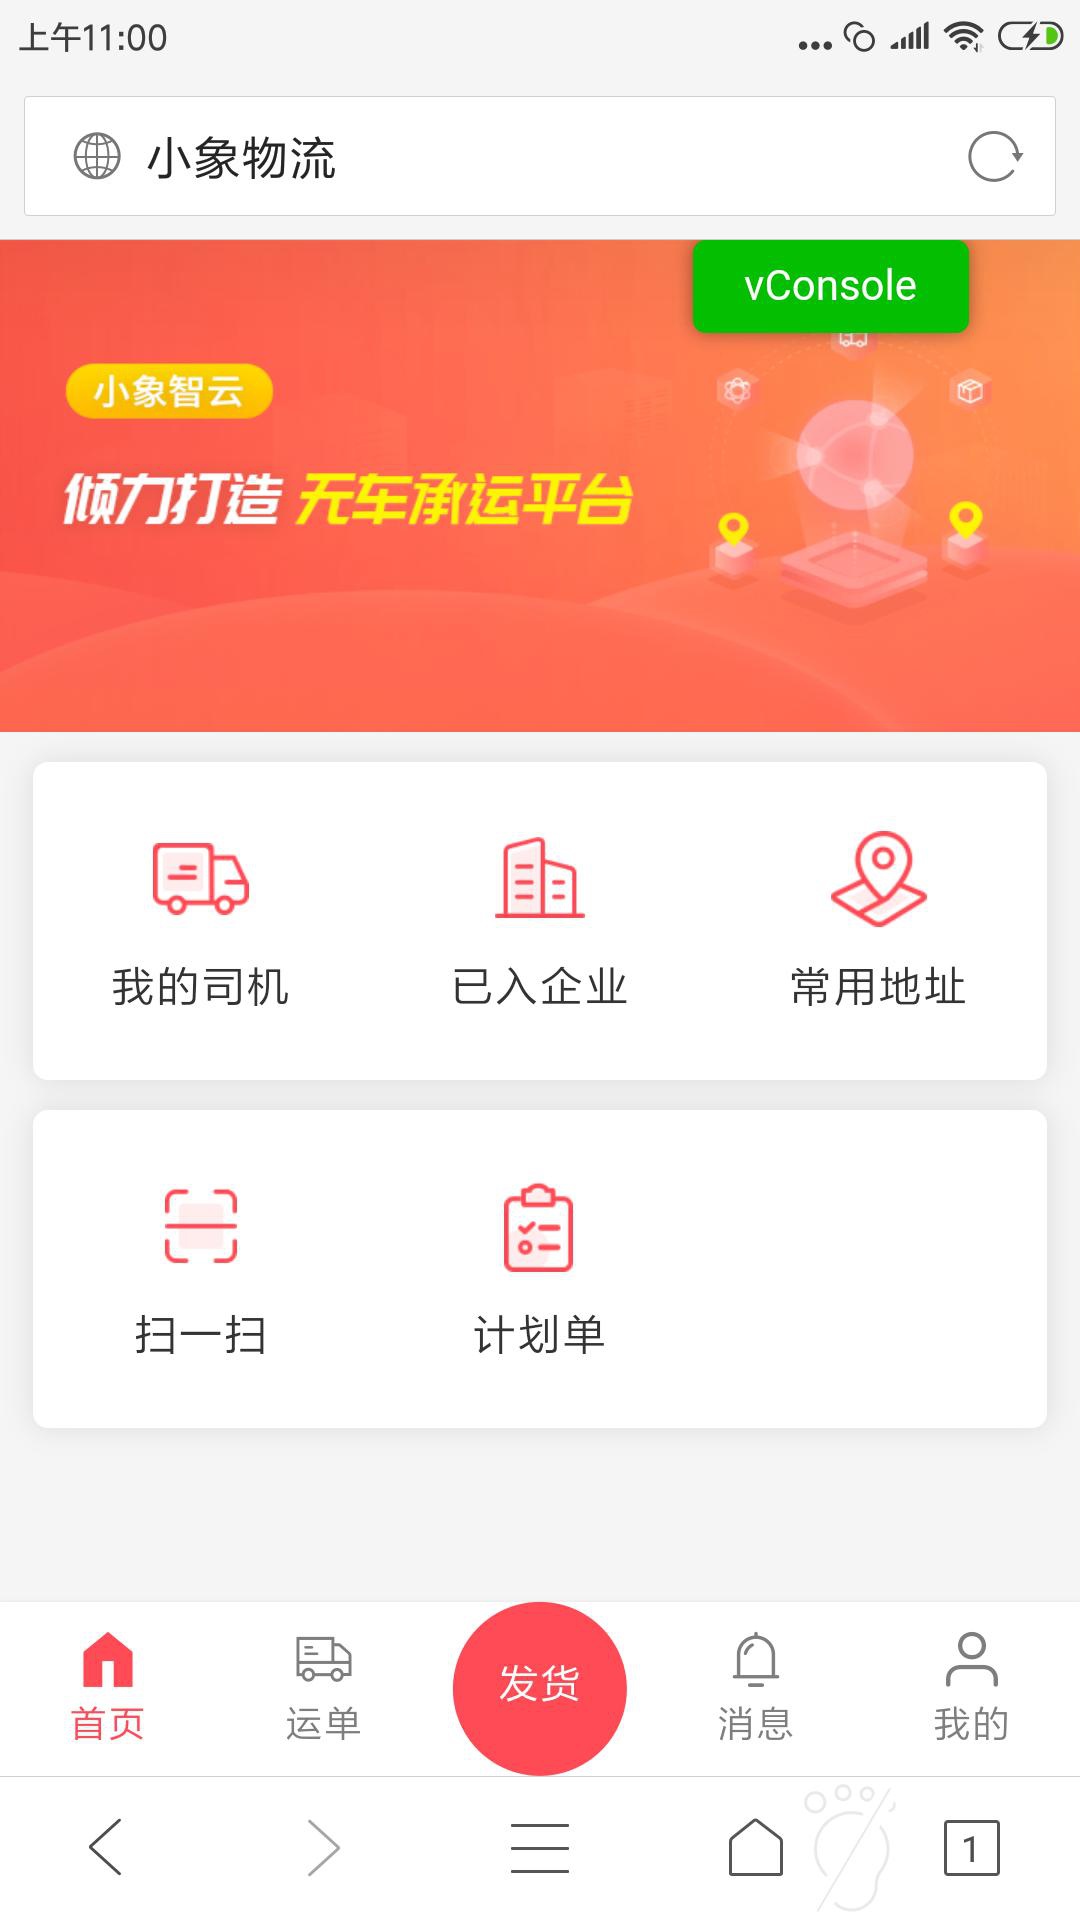 上午11:00
小象物流
vConsole
小象智云
倾力打造 无车承运平台
我的司机 已入企业 常用地址
扫一扫 计划单
首页 运单 发货 消息 我的
1